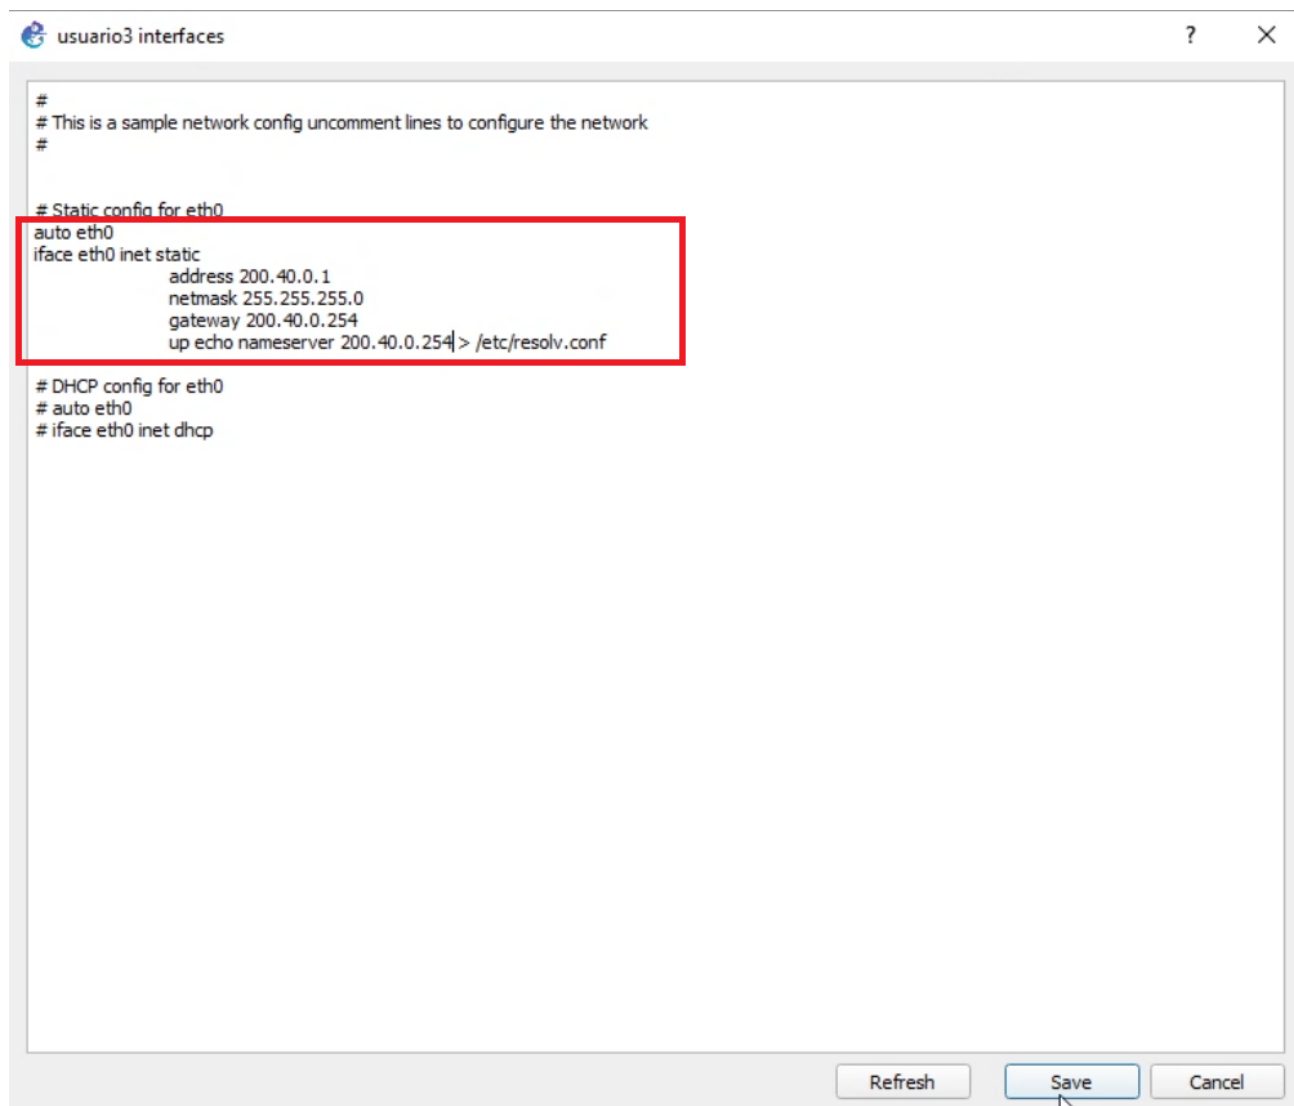 usuario3 interfaces
?
#
# This is a sample network config uncomment lines to configure the network
#
# Static config for eth0
auto eth0
iface eth0 inet static
address 200.40.0.1
netmask 255.255.255.0
gateway 200.40.0.254
up echo nameserver 200.40.0.254 > /etc/resolv.conf
# DHCP config for eth0
# auto eth0
# iface eth0 inet dhcp
Refresh
Save
Cancel